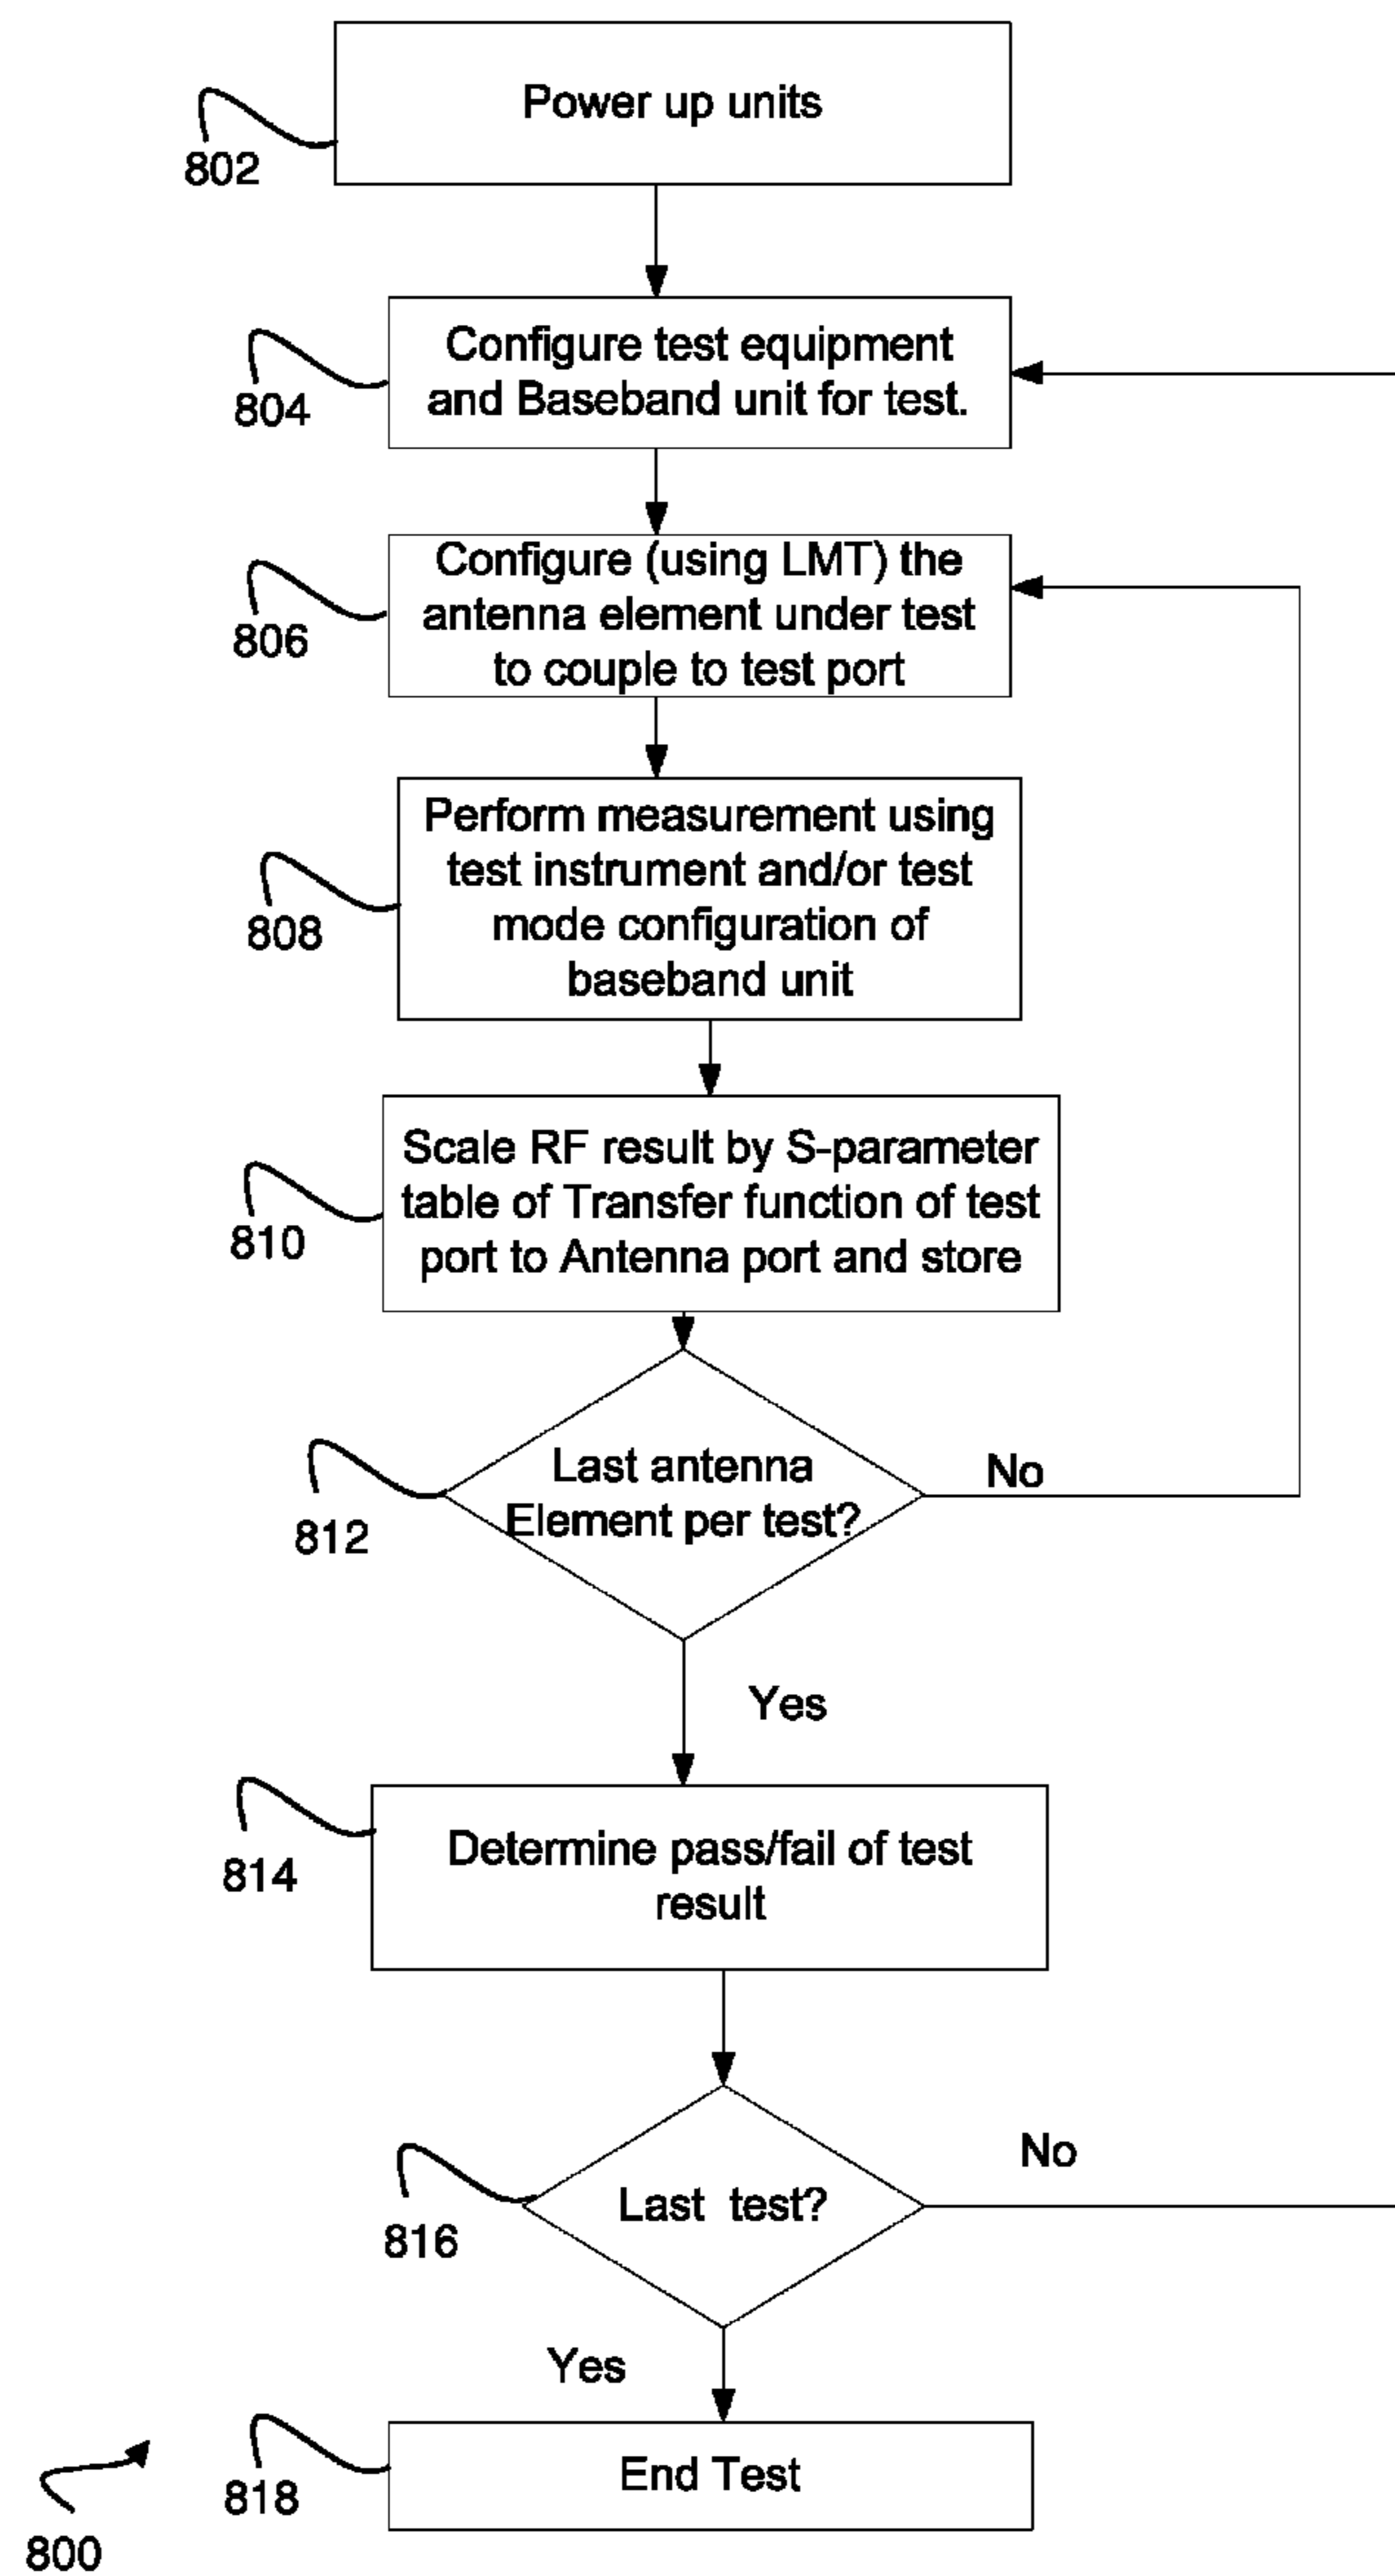 Power up units
802
Configure test equipment
and Baseband unit for test.
804
Configure (using LMT) the
antenna element under test
to couple to test port
806
Perform measurement using
test instrument and/or test
mode configuration of
baseband unit
808
Scale RF result by S-parameter
table of Transfer function of test
port to Antenna port and store
810
Last antenna
Element per test?
No
812
Yes
Determine pass/fail of test
result
814
No
Last test?
816
Yes
End Test
818
800